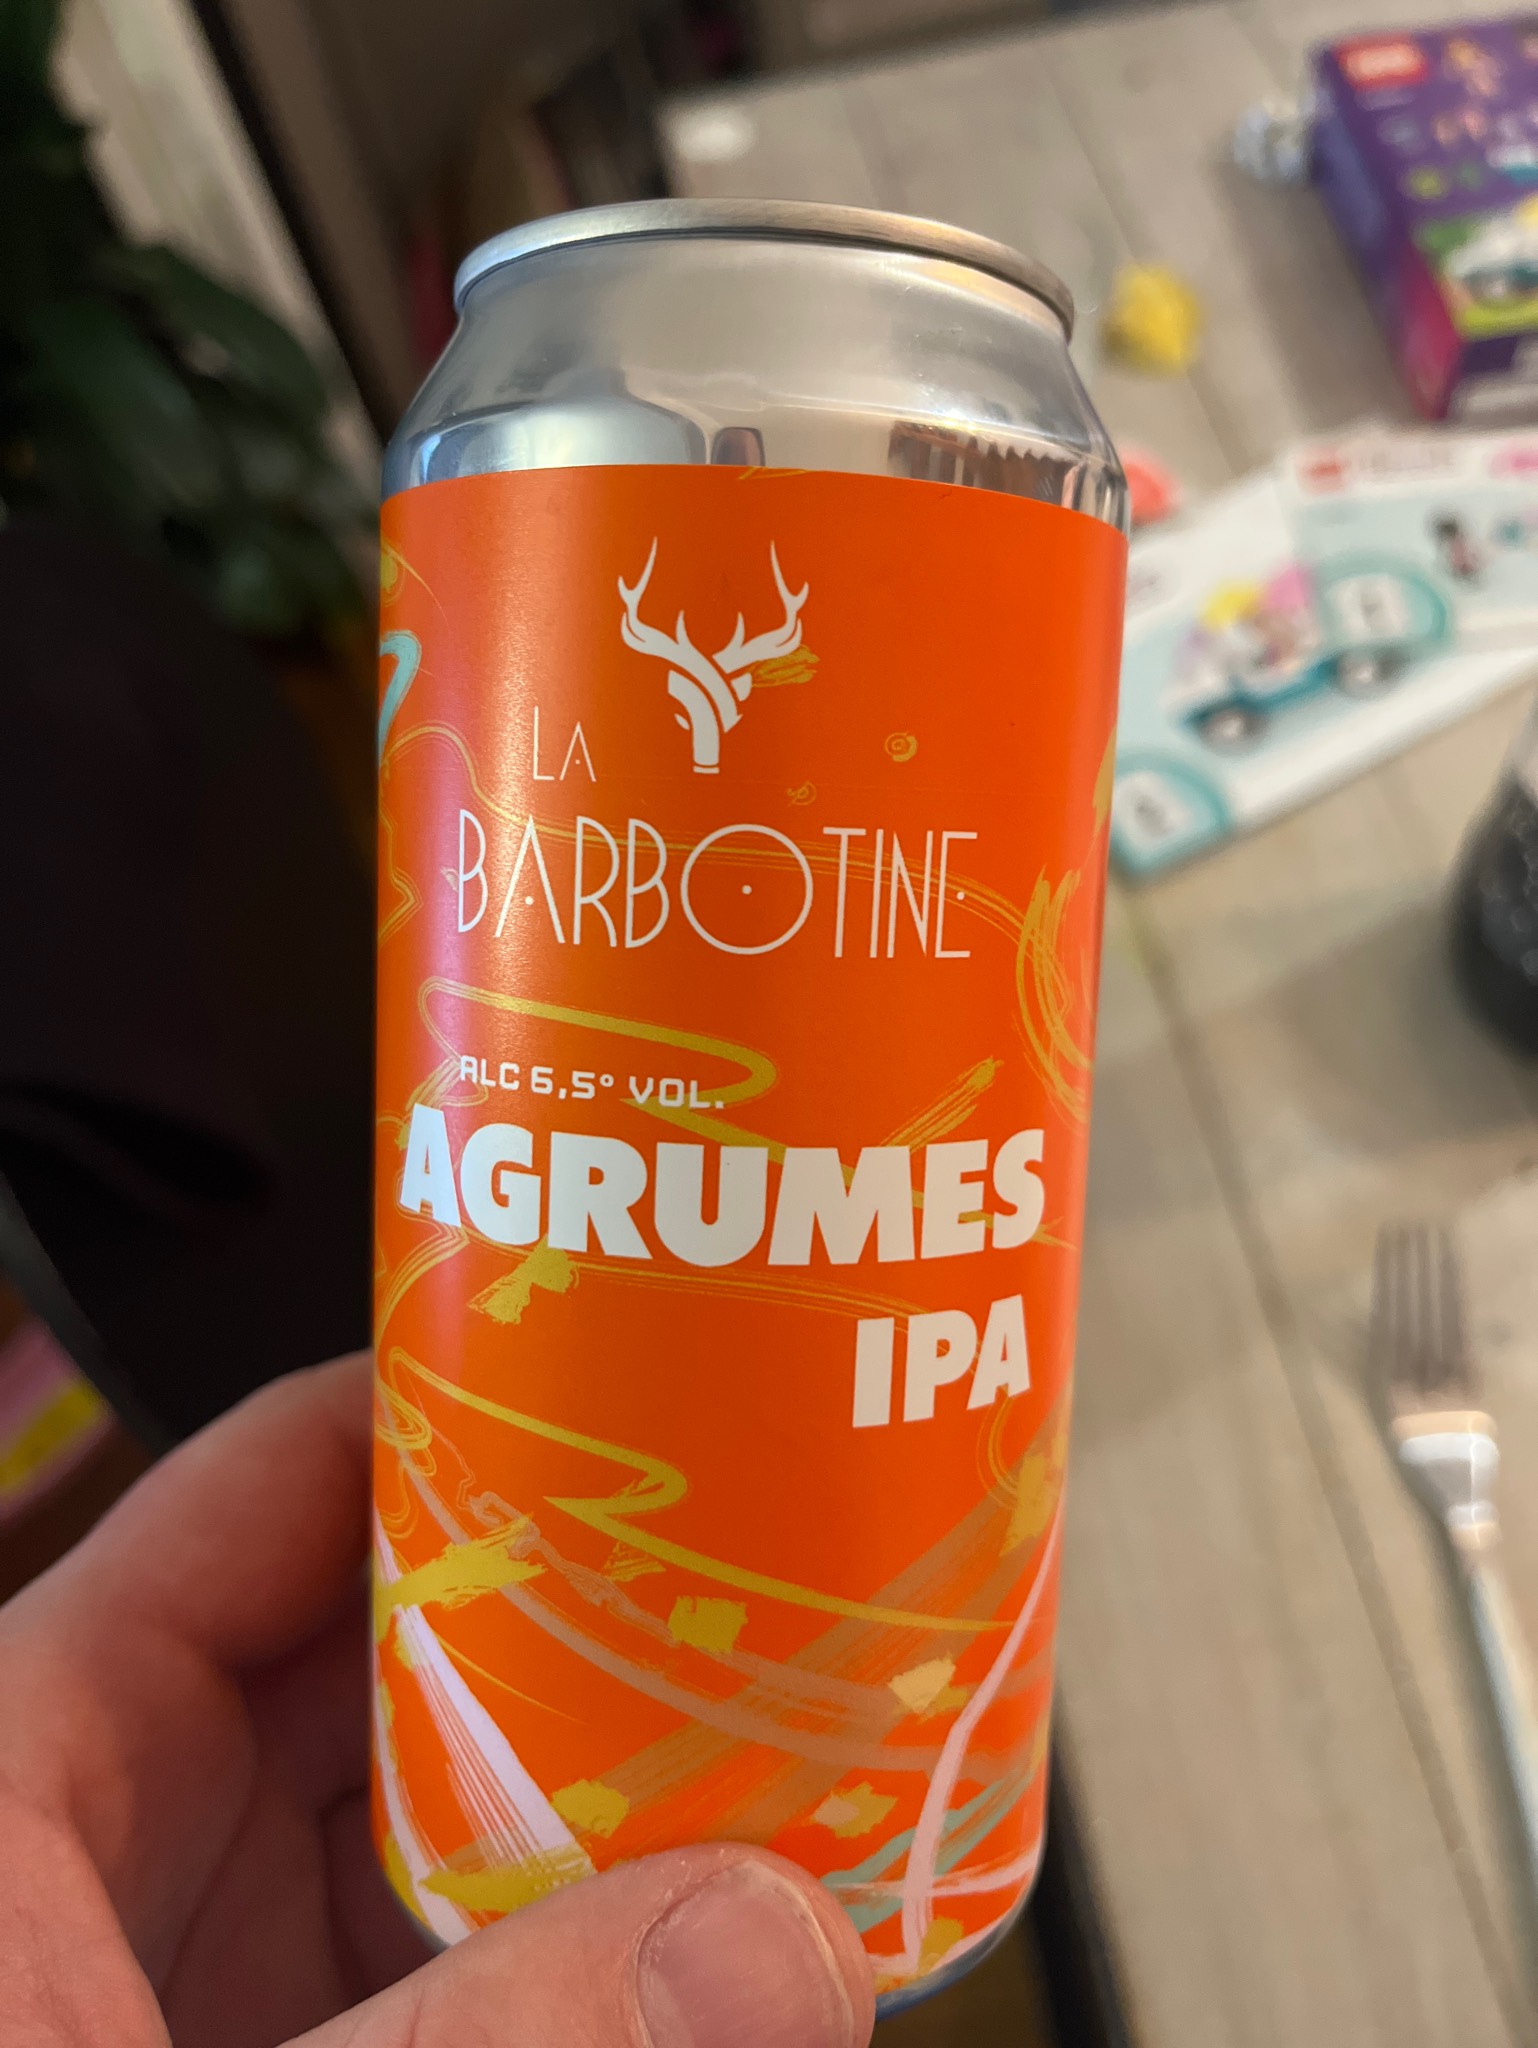 LA
BARBOTINE
ALC 6,5° VOL.
AGRUMES
IPA